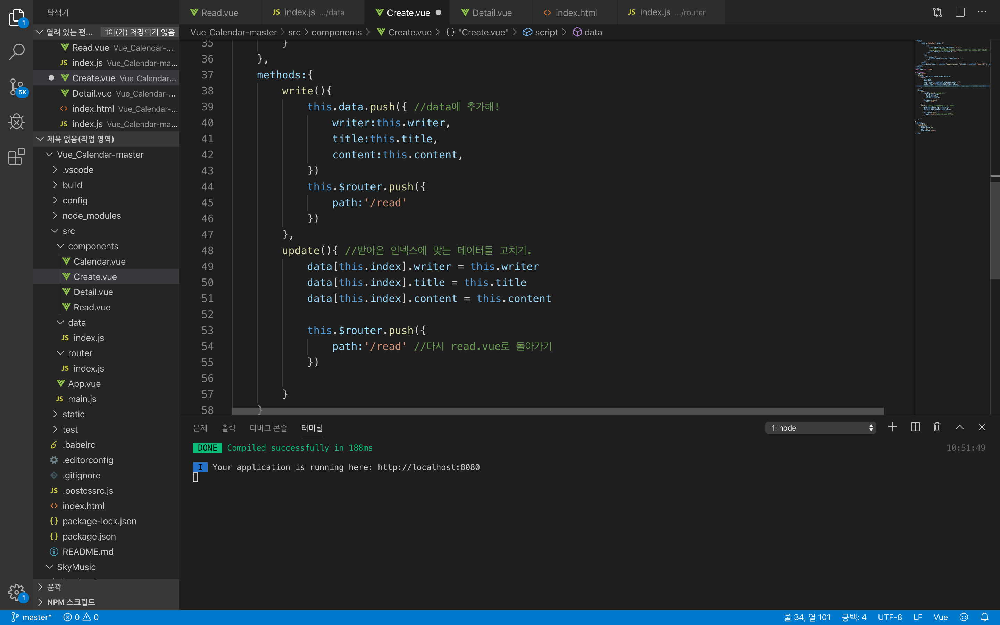 탐색기
열려 있는 편... 1이(가) 저장되지 않음
Read.vue Vue_Calendar-...
JS index.js Vue_Calendar-ma...
Create.vue Vue_Calendar...
Detail.vue Vue_Calendar-...
<> index.html Vue_Calendar-...
JS index.js Vue_Calendar-ma...
제목 없음(작업 영역)
Vue_Calendar-master
.vscode
build
config
node_modules
src
components
Calendar.vue
Create.vue
Detail.vue
Read.vue
data
JS index.js
router
JS index.js
App.vue
JS main.js
static
test
.babelrc
.editorconfig
.gitignore
JS .postcssrc.js
<> index.html
{} package-lock.json
{} package.json
README.md
SkyMusic
윤곽
NPM 스크립트
1
5K
1
Read.vue JS index.js .../data Create.vue Detail.vue <> index.html JS index.js .../router
Vue_Calendar-master > src > components > Create.vue > {} "Create.vue" > script > data
35 }
36 },
37 methods:{
38 write(){
39 this.data.push({ //data에 추가해!
40 writer:this.writer,
41 title:this.title,
42 content:this.content,
43 })
44 this.$router.push({
45 path:'/read'
46 })
47 },
48 update(){ //받아온 인덱스에 맞는 데이터들 고치기.
49 data[this.index].writer = this.writer
50 data[this.index].title = this.title
51 data[this.index].content = this.content
52
53 this.$router.push({
54 path:'/read' //다시 read.vue로 돌아가기
55 })
56
57 }
58 }
문제 출력 디버그 콘솔 터미널 1: node
DONE Compiled successfully in 188ms 10:51:49
I Your application is running here: http://localhost:8080
master* 0 0 줄 34, 열 101 공백: 4 UTF-8 LF Vue